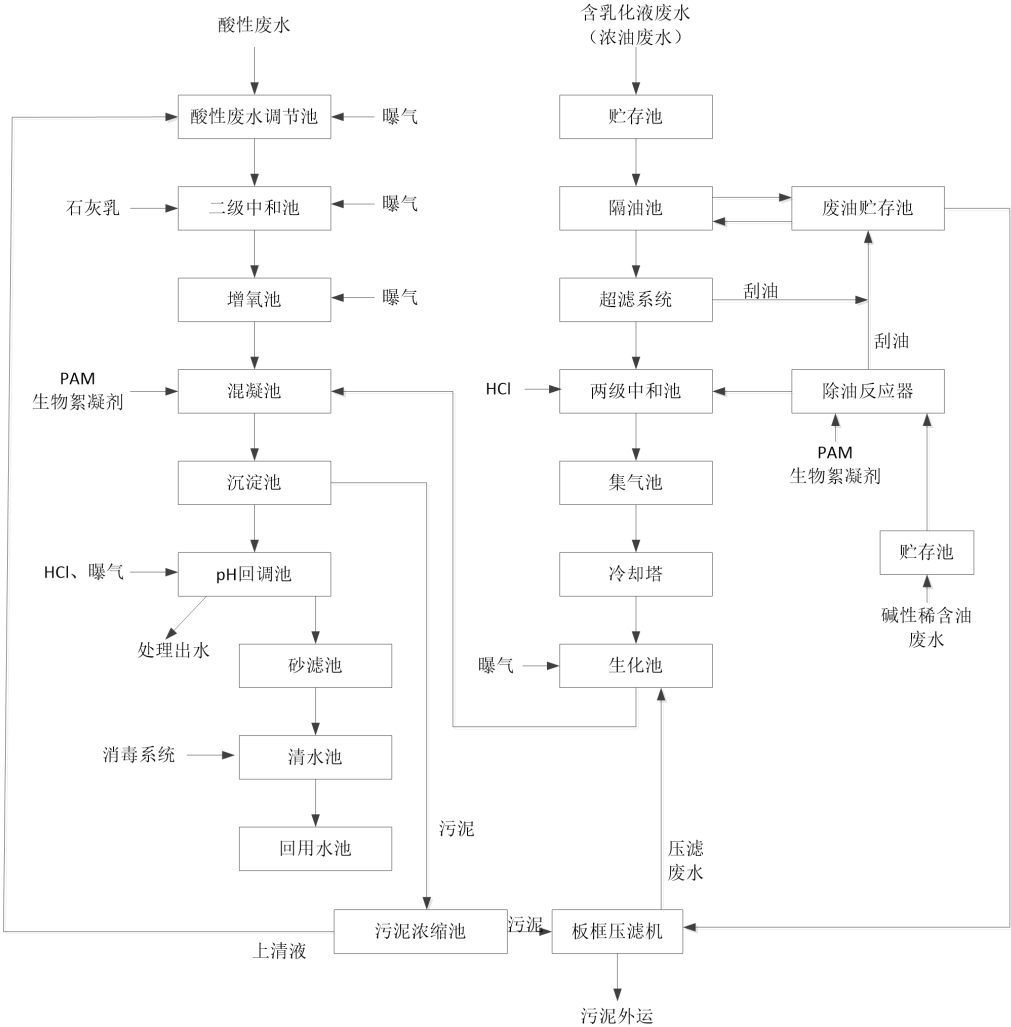 酸性废水
含乳化液废水
（浓油废水）
酸性废水调节池
曝气
贮存池
石灰乳
二级中和池
曝气
隔油池
废油贮存池
增氧池
曝气
超滤系统
刮油
刮油
PAM
生物絮凝剂
混凝池
HCl
两级中和池
除油反应器
PAM
生物絮凝剂
沉淀池
集气池
贮存池
碱性稀含油
废水
HCl、曝气
pH回调池
冷却塔
处理出水
砂滤池
曝气
生化池
消毒系统
清水池
污泥
回用水池
压滤
废水
污泥浓缩池
污泥
板框压滤机
上清液
污泥外运